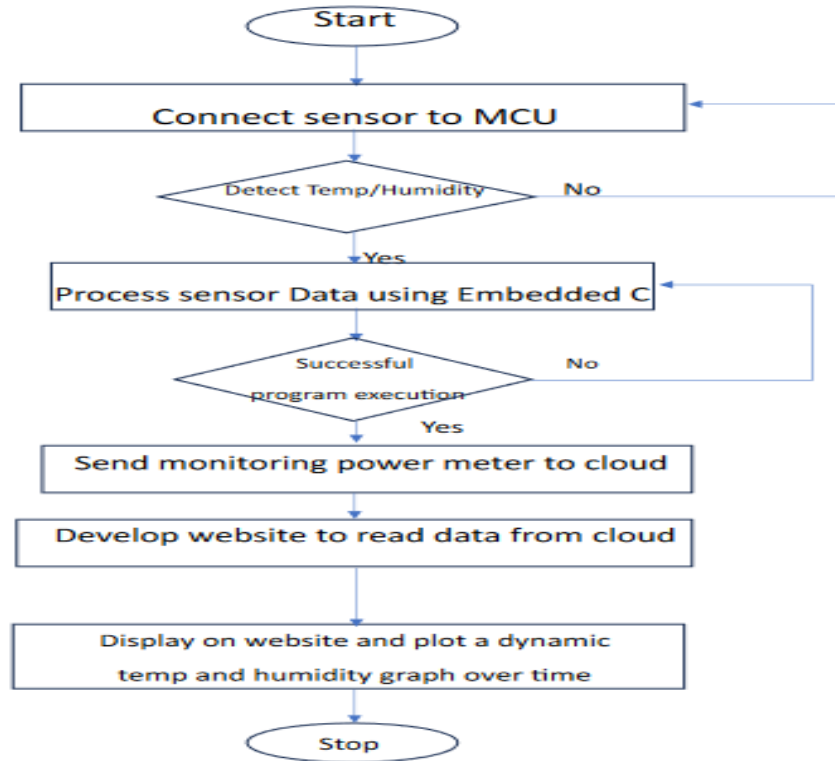 Start
Connect sensor to MCU
Detect Temp/Humidity
No
Yes
Process sensor Data using Embedded C
Successful
program execution
No
Yes
Send monitoring power meter to cloud
Develop website to read data from cloud
Display on website and plot a dynamic
temp and humidity graph over time
Stop